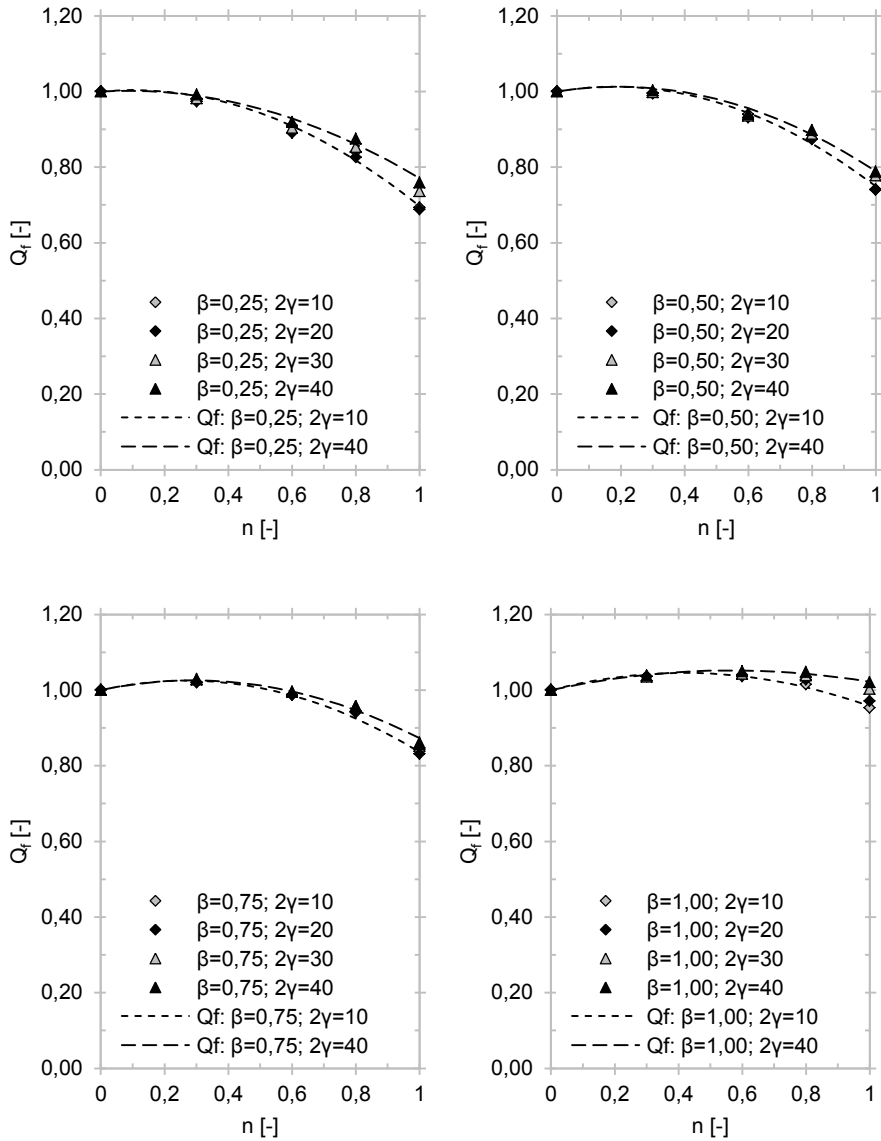 1,20
1,00
0,80
0,60
0,40
0,20
0,00
Q_f [-]
β=0,25; 2γ=10
β=0,25; 2γ=20
β=0,25; 2γ=30
β=0,25; 2γ=40
Qf: β=0,25; 2γ=10
Qf: β=0,25; 2γ=40
0 0,2 0,4 0,6 0,8 1
n [-]
1,20
1,00
0,80
0,60
0,40
0,20
0,00
Q_f [-]
β=0,50; 2γ=10
β=0,50; 2γ=20
β=0,50; 2γ=30
β=0,50; 2γ=40
Qf: β=0,50; 2γ=10
Qf: β=0,50; 2γ=40
0 0,2 0,4 0,6 0,8 1
n [-]
1,20
1,00
0,80
0,60
0,40
0,20
0,00
Q_f [-]
β=0,75; 2γ=10
β=0,75; 2γ=20
β=0,75; 2γ=30
β=0,75; 2γ=40
Qf: β=0,75; 2γ=10
Qf: β=0,75; 2γ=40
0 0,2 0,4 0,6 0,8 1
n [-]
1,20
1,00
0,80
0,60
0,40
0,20
0,00
Q_f [-]
β=1,00; 2γ=10
β=1,00; 2γ=20
β=1,00; 2γ=30
β=1,00; 2γ=40
Qf: β=1,00; 2γ=10
Qf: β=1,00; 2γ=40
0 0,2 0,4 0,6 0,8 1
n [-]